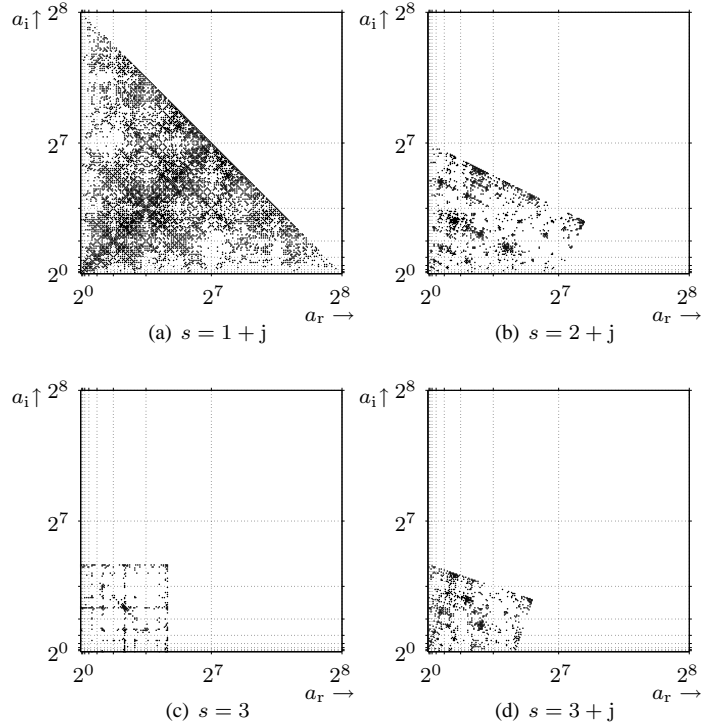 a_i ↑ 2^8
2^7
2^0
2^0 2^7 2^8
a_r →
(a) s = 1 + j
a_i ↑ 2^8
2^7
2^0
2^0 2^7 2^8
a_r →
(b) s = 2 + j
a_i ↑ 2^8
2^7
2^0
2^0 2^7 2^8
a_r →
(c) s = 3
a_i ↑ 2^8
2^7
2^0
2^0 2^7 2^8
a_r →
(d) s = 3 + j